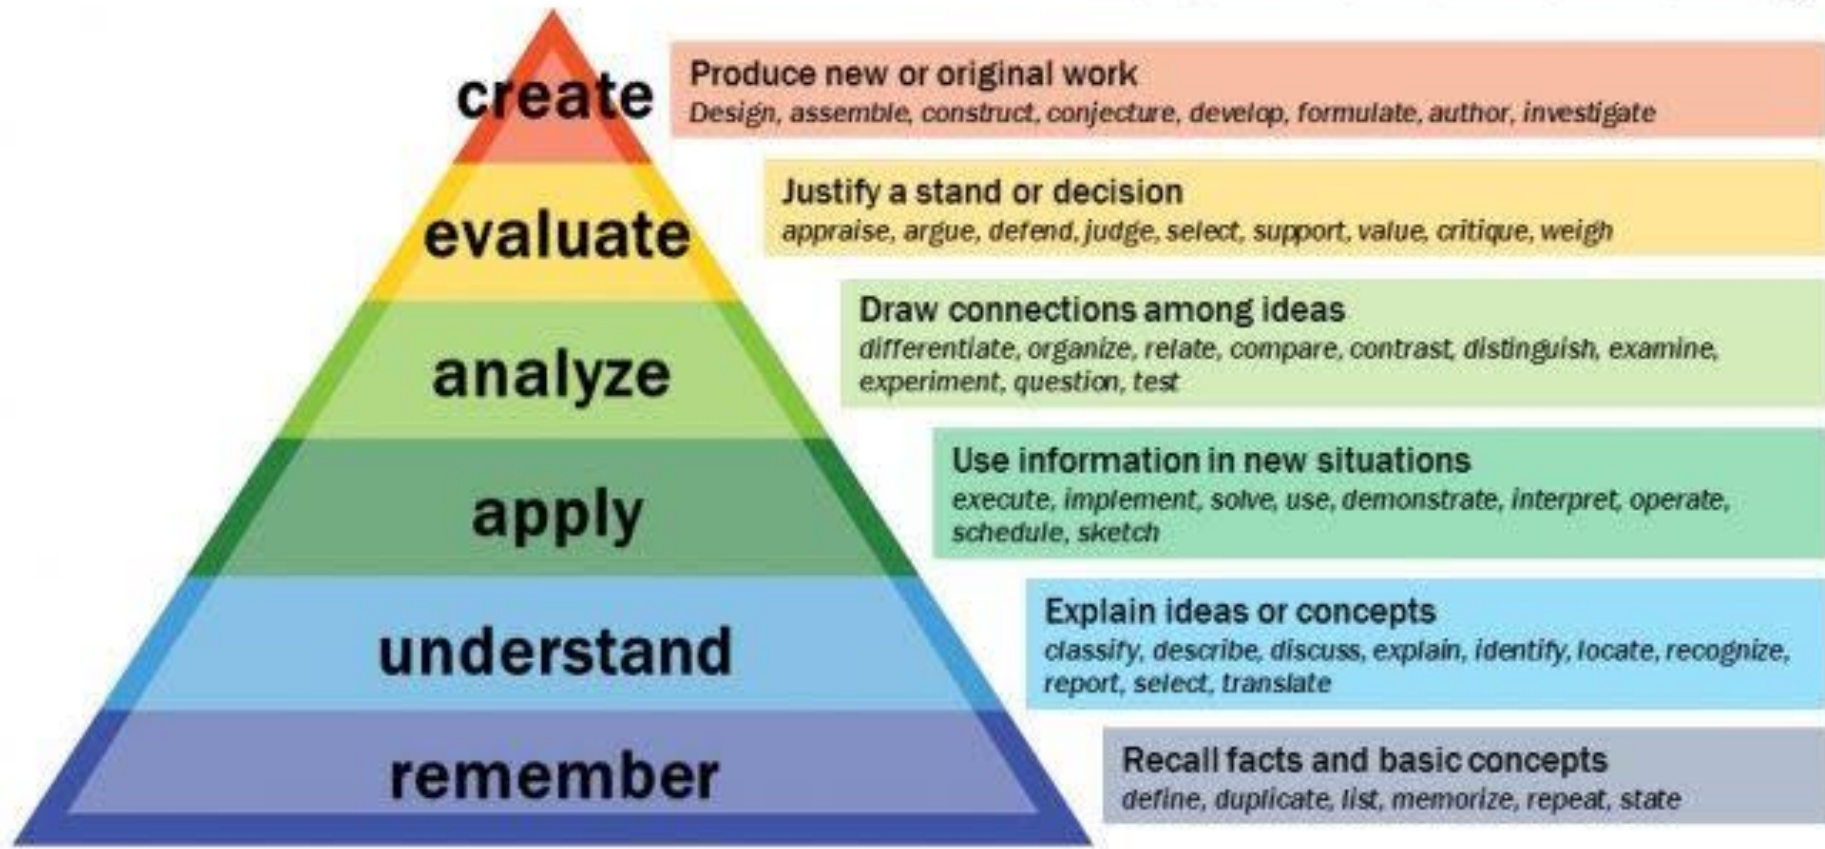 create
Produce new or original work
Design, assemble, construct, conjecture, develop, formulate, author, investigate
evaluate
Justify a stand or decision
appraise, argue, defend, judge, select, support, value, critique, weigh
analyze
Draw connections among ideas
differentiate, organize, relate, compare, contrast, distinguish, examine,
experiment, question, test
apply
Use information in new situations
execute, implement, solve, use, demonstrate, interpret, operate,
schedule, sketch
understand
Explain ideas or concepts
classify, describe, discuss, explain, identify, locate, recognize,
report, select, translate
remember
Recall facts and basic concepts
define, duplicate, list, memorize, repeat, state